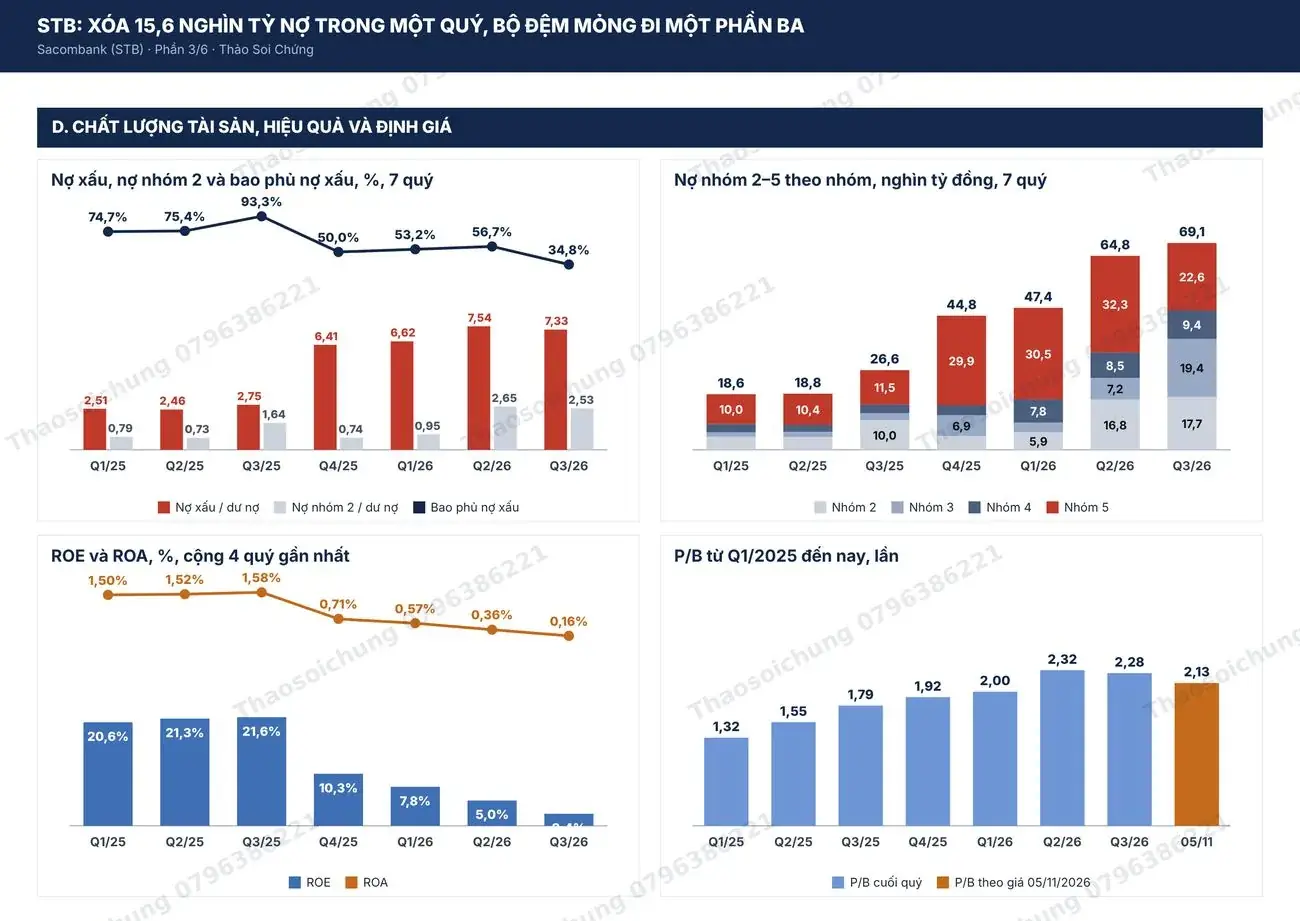 STB: XÓA 15,6 NGHÌN TỶ NỢ TRONG MỘT QUÝ, BỘ ĐỆM MỎNG ĐI MỘT PHẦN BA
Sacombank (STB) · Phần 3/6 · Thảo Soi Chứng
D. CHẤT LƯỢNG TÀI SẢN, HIỆU QUẢ VÀ ĐỊNH GIÁ
Nợ xấu, nợ nhóm 2 và bao phủ nợ xấu, %, 7 quý
74,7% 75,4% 93,3% 50,0% 53,2% 56,7% 34,8%
2,51 0,79 2,46 0,73 2,75 1,64 6,41 0,74 6,62 0,95 7,54 2,65 7,33 2,53
Q1/25 Q2/25 Q3/25 Q4/25 Q1/26 Q2/26 Q3/26
Nợ xấu / dư nợ Nợ nhóm 2 / dư nợ Bao phủ nợ xấu
Nợ nhóm 2–5 theo nhóm, nghìn tỷ đồng, 7 quý
18,6 18,8 26,6 44,8 47,4 64,8 69,1
10,0 10,4 11,5 29,9 30,5 32,3 22,6
7,8 8,5 9,4
6,9 7,2 19,4
10,0 5,9 16,8 17,7
Q1/25 Q2/25 Q3/25 Q4/25 Q1/26 Q2/26 Q3/26
Nhóm 2 Nhóm 3 Nhóm 4 Nhóm 5
ROE và ROA, %, cộng 4 quý gần nhất
1,50% 1,52% 1,58% 0,71% 0,57% 0,36% 0,16%
20,6% 21,3% 21,6% 10,3% 7,8% 5,0%
Q1/25 Q2/25 Q3/25 Q4/25 Q1/26 Q2/26 Q3/26
ROE ROA
P/B từ Q1/2025 đến nay, lần
1,32 1,55 1,79 1,92 2,00 2,32 2,28 2,13
Q1/25 Q2/25 Q3/25 Q4/25 Q1/26 Q2/26 Q3/26 05/11
P/B cuối quý P/B theo giá 05/11/2026
Thaosoichung 0796386221